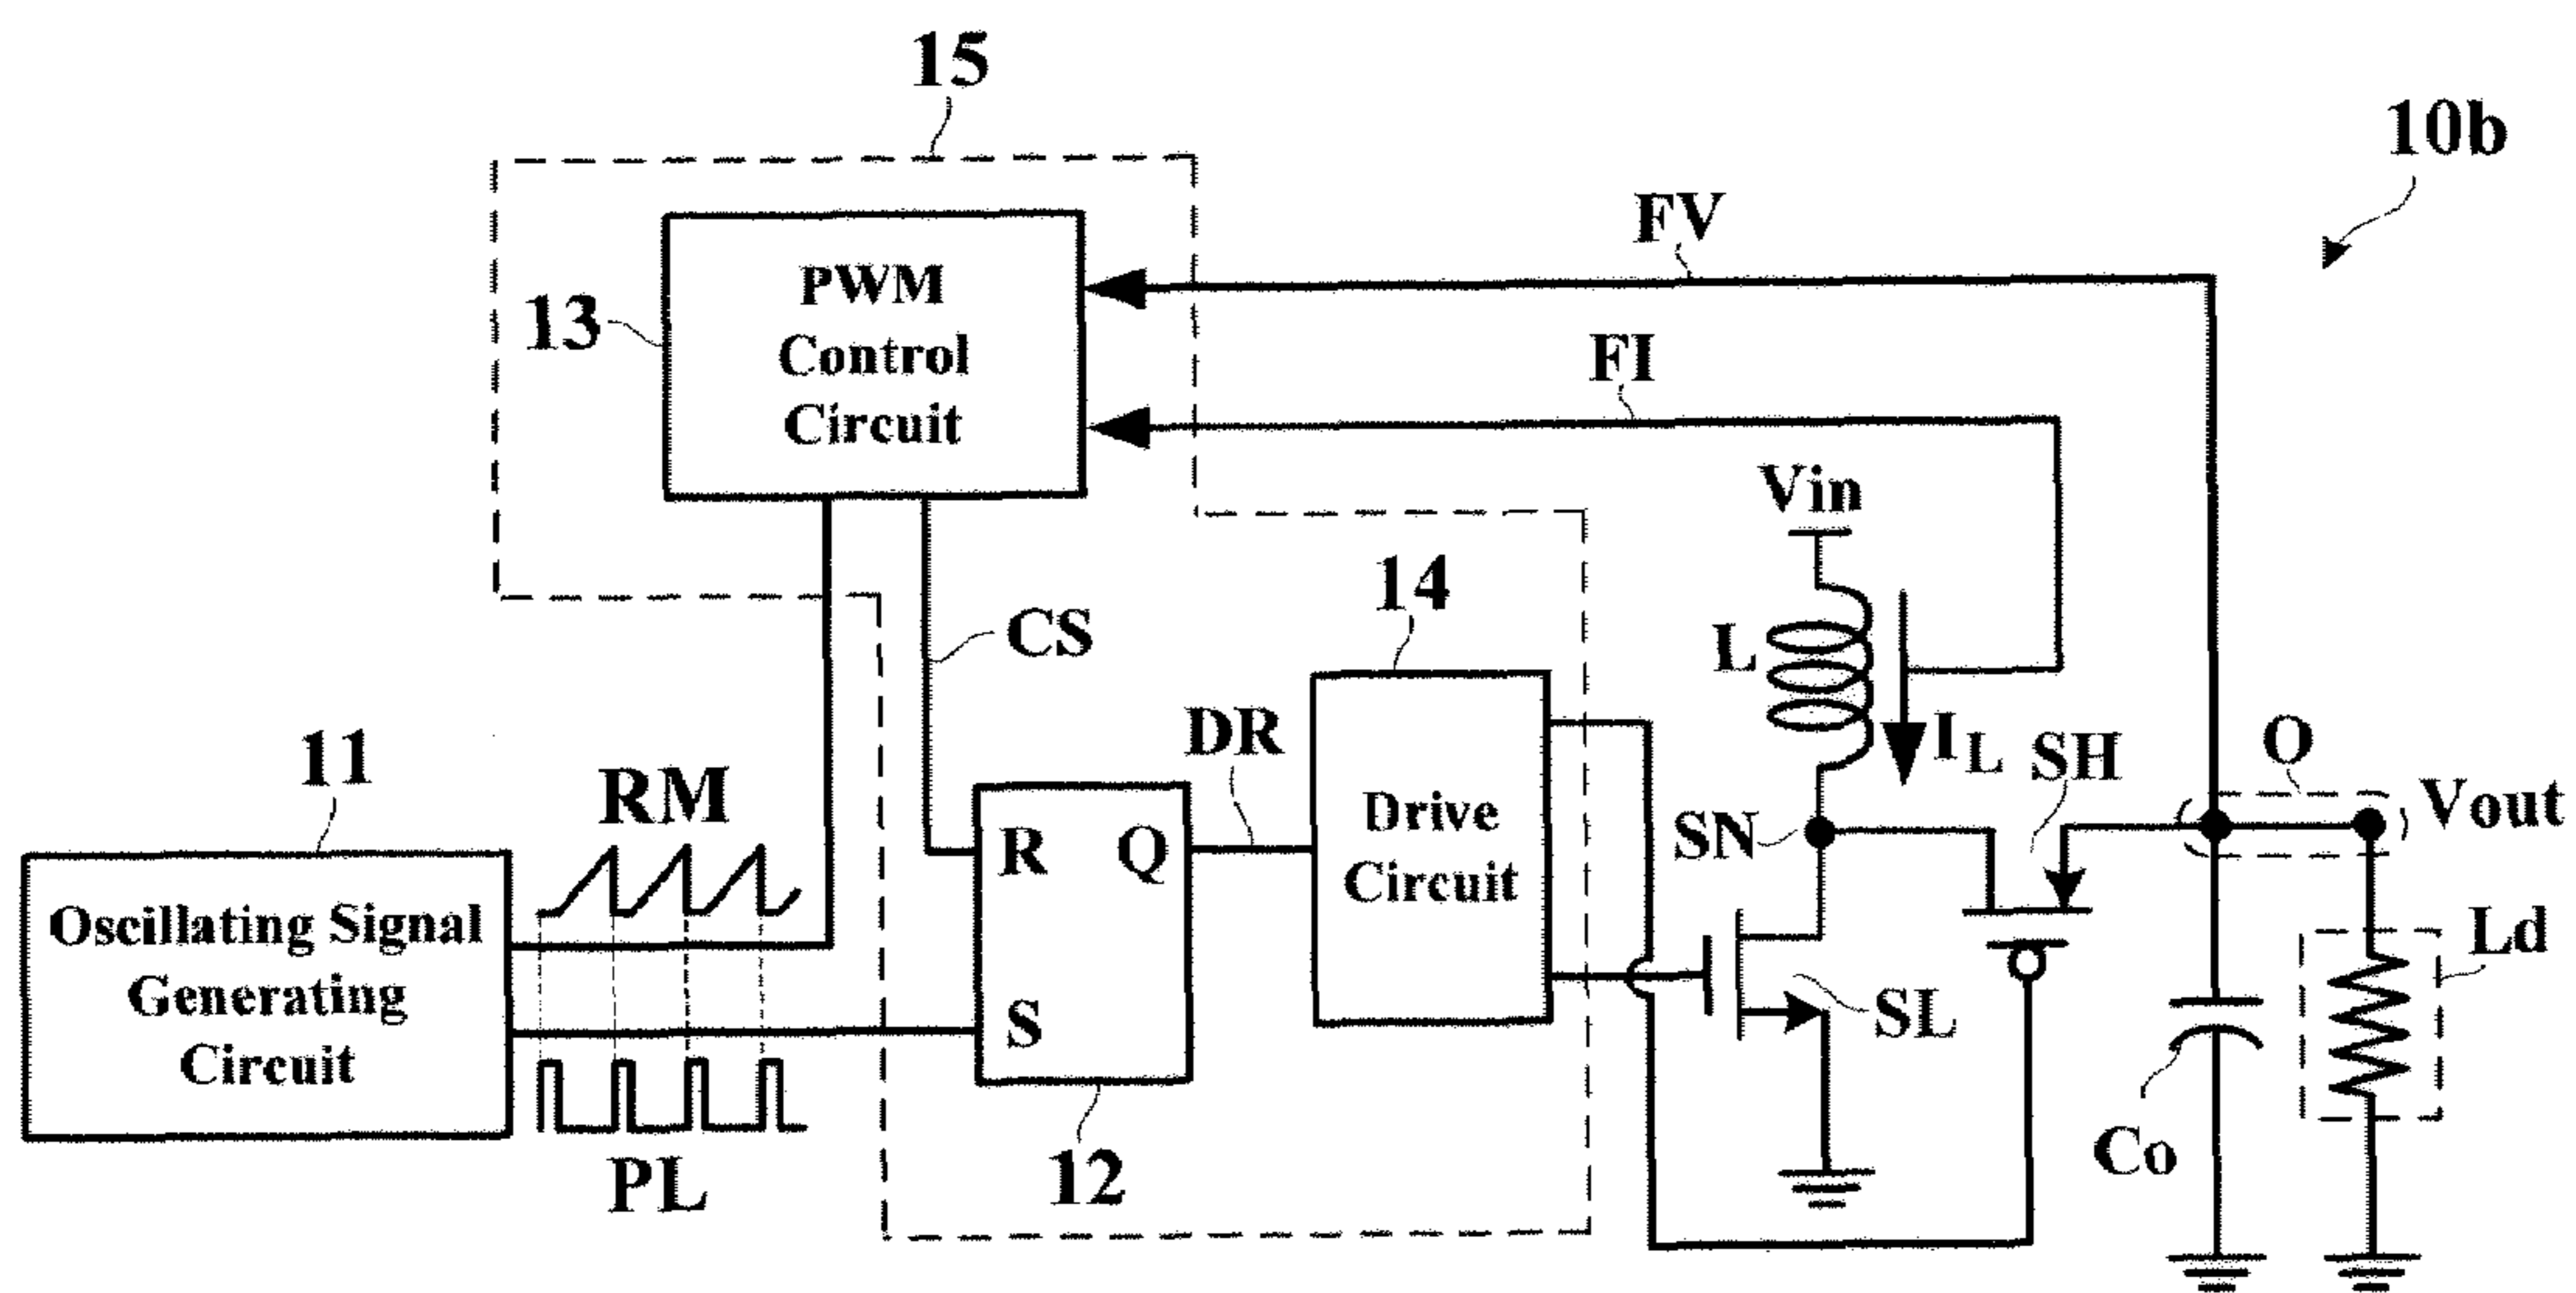 15
10b
FV
PWM
Control
Circuit
13
FI
Vin
14
CS
L
DR
11
RM
I L
SH
O
Vout
SN
R
Q
S
Drive
Circuit
Oscillating Signal
Generating
Circuit
Ld
SL
PL
12
Co